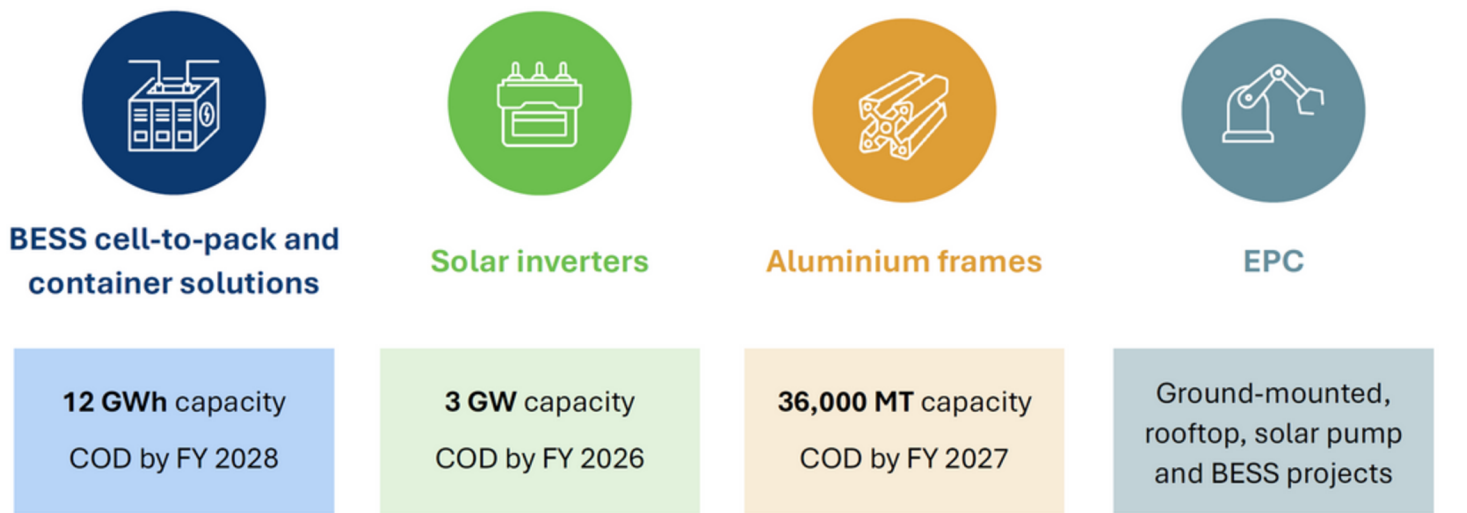 BESS cell-to-pack and
container solutions
Solar inverters
Aluminium frames
EPC
12 GWh capacity
COD by FY 2028
3 GW capacity
COD by FY 2026
36,000 MT capacity
COD by FY 2027
Ground-mounted,
rooftop, solar pump
and BESS projects